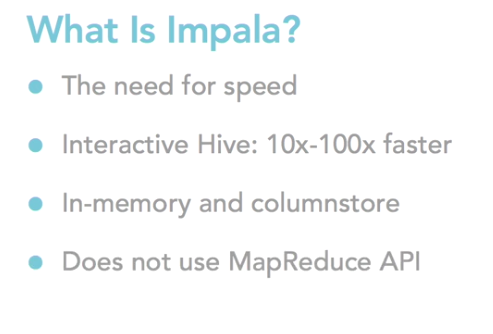 What Is Impala?
The need for speed
Interactive Hive: 10x-100x faster
In-memory and columnstore
Does not use MapReduce API